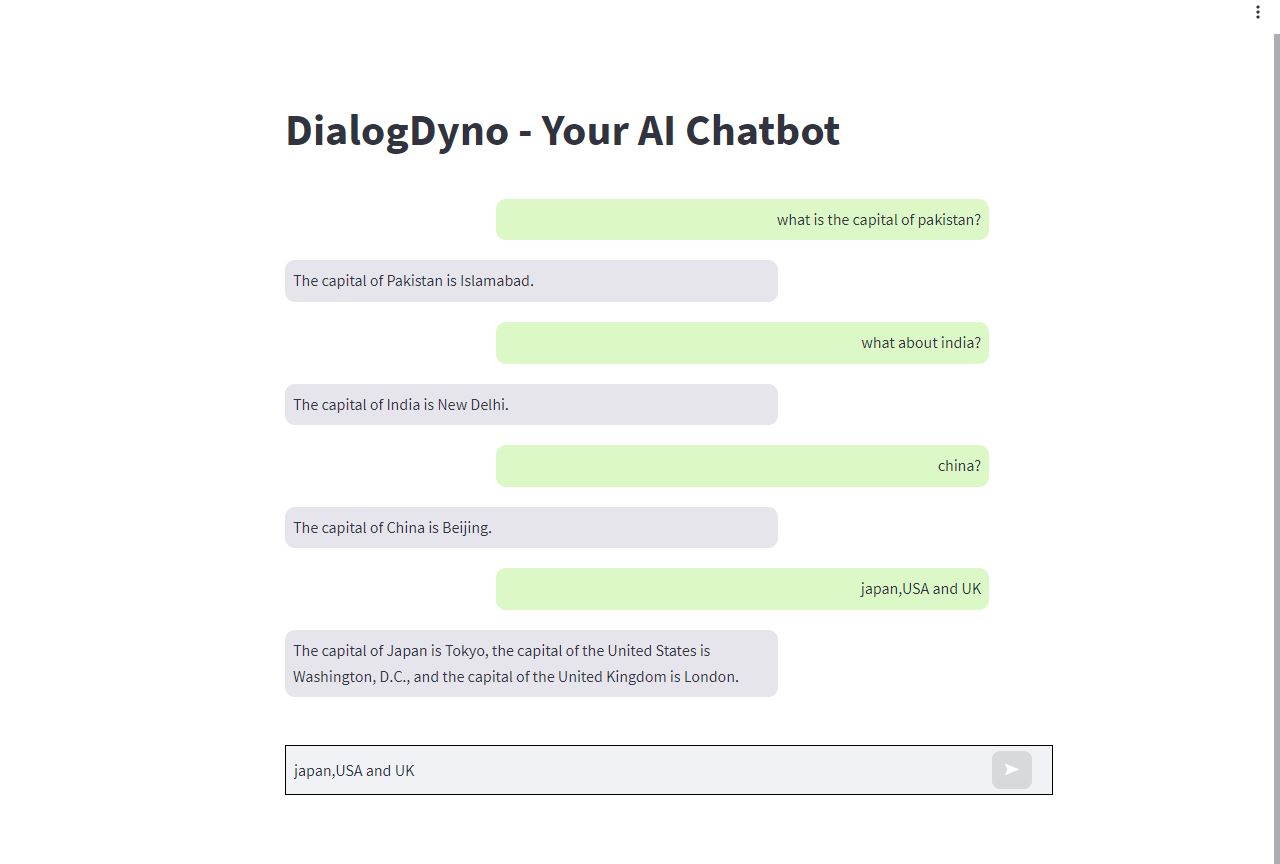 DialogDyno - Your AI Chatbot
what is the capital of pakistan?
The capital of Pakistan is Islamabad.
what about india?
The capital of India is New Delhi.
china?
The capital of China is Beijing.
japan,USA and UK
The capital of Japan is Tokyo, the capital of the United States is
Washington, D.C., and the capital of the United Kingdom is London.
japan,USA and UK